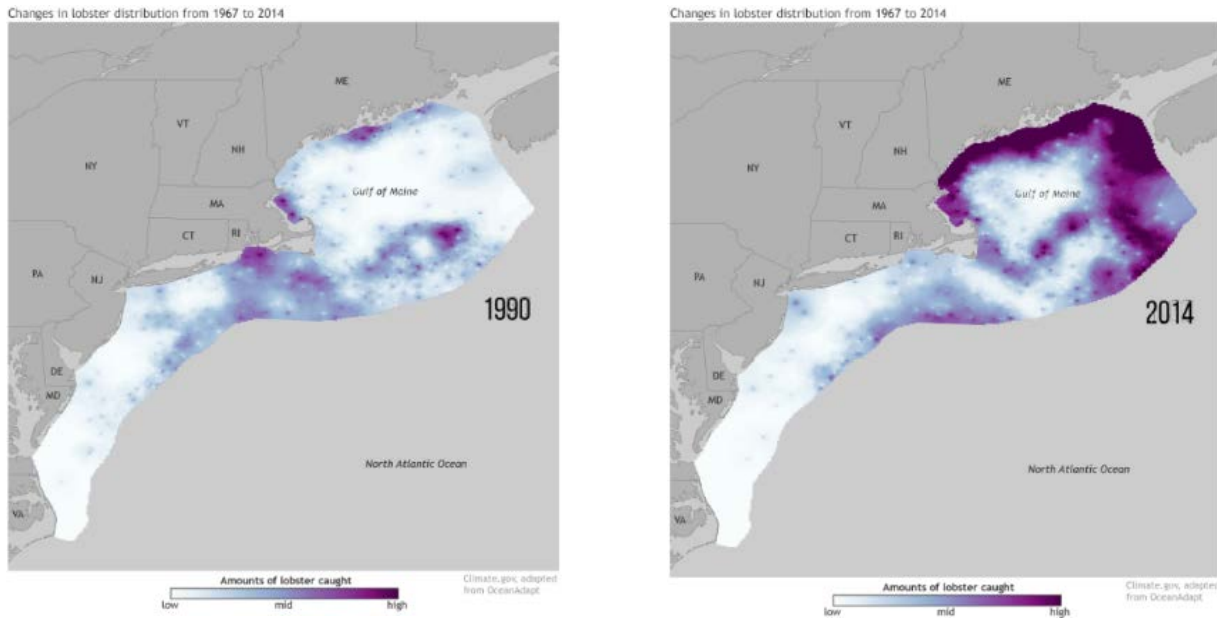 Changes in lobster distribution from 1967 to 2014
ME
VT
NH
NY
Gulf of Maine
MA
CT
RI
PA
NJ
1990
DE
MD
North Atlantic Ocean
VA
Amounts of lobster caught
low
mid
high
Climate.gov, adapted
from OceanAdapt
Changes in lobster distribution from 1967 to 2014
ME
VT
NH
NY
Gulf of Maine
MA
CT
RI
PA
NJ
2014
DE
MD
North Atlantic Ocean
VA
Amounts of lobster caught
low
mid
high
Climate.gov, adapted
from OceanAdapt